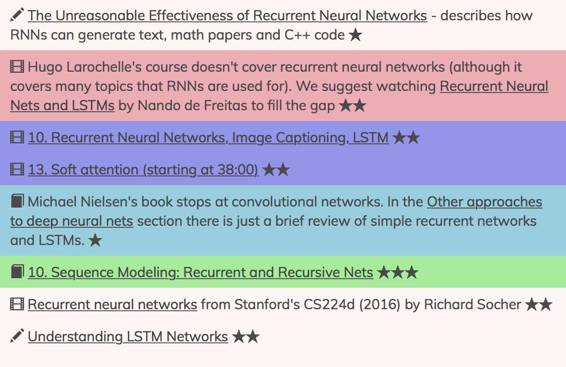 The Unreasonable Effectiveness of Recurrent Neural Networks - describes how
RNNs can generate text, math papers and C++ code ★
Hugo Larochelle's course doesn't cover recurrent neural networks (although it
covers many topics that RNNs are used for). We suggest watching Recurrent Neural
Nets and LSTMs by Nando de Freitas to fill the gap ★★
10. Recurrent Neural Networks, Image Captioning, LSTM ★★
13. Soft attention (starting at 38:00) ★★
Michael Nielsen's book stops at convolutional networks. In the Other approaches
to deep neural nets section there is just a brief review of simple recurrent networks
and LSTMs. ★
10. Sequence Modeling: Recurrent and Recursive Nets ★★★
Recurrent neural networks from Stanford's CS224d (2016) by Richard Socher ★★
Understanding LSTM Networks ★★